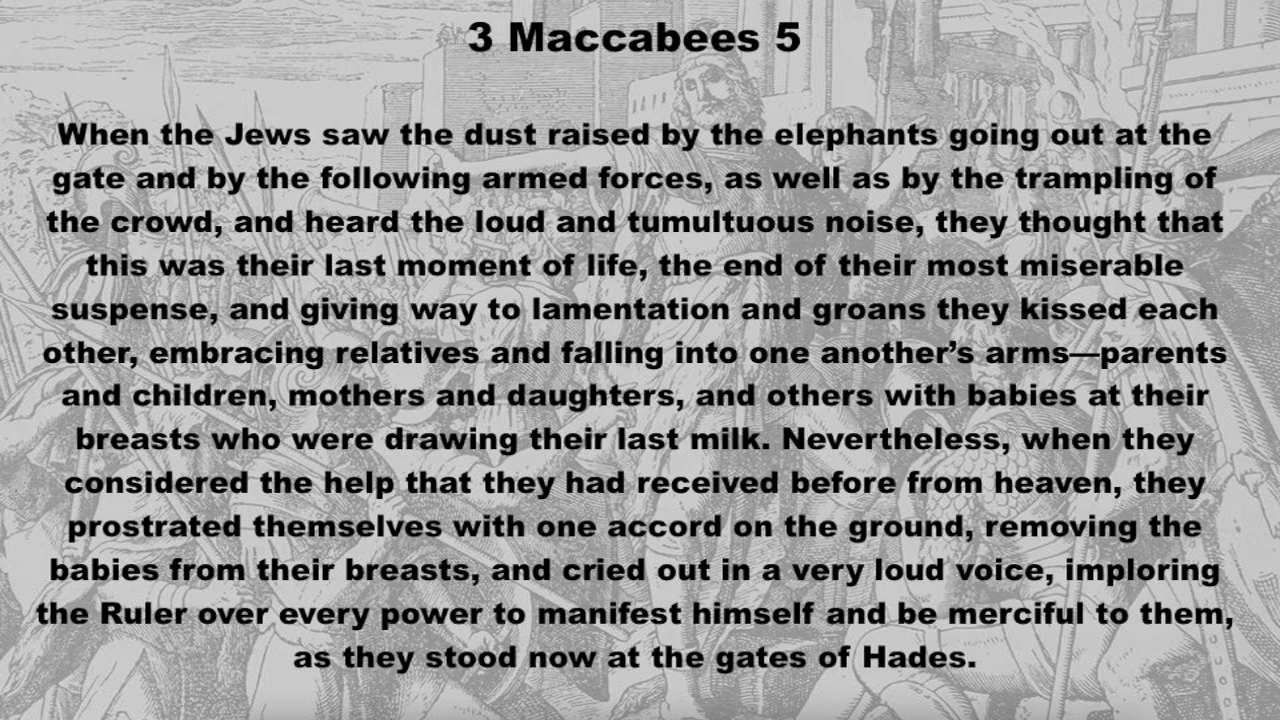 3 Maccabees 5
When the Jews saw the dust raised by the elephants going out at the
gate and by the following armed forces, as well as by the trampling of
the crowd, and heard the loud and tumultuous noise, they thought that
this was their last moment of life, the end of their most miserable
suspense, and giving way to lamentation and groans they kissed each
other, embracing relatives and falling into one another’s arms—parents
and children, mothers and daughters, and others with babies at their
breasts who were drawing their last milk. Nevertheless, when they
considered the help that they had received before from heaven, they
prostrated themselves with one accord on the ground, removing the
babies from their breasts, and cried out in a very loud voice, imploring
the Ruler over every power to manifest himself and be merciful to them,
as they stood now at the gates of Hades.